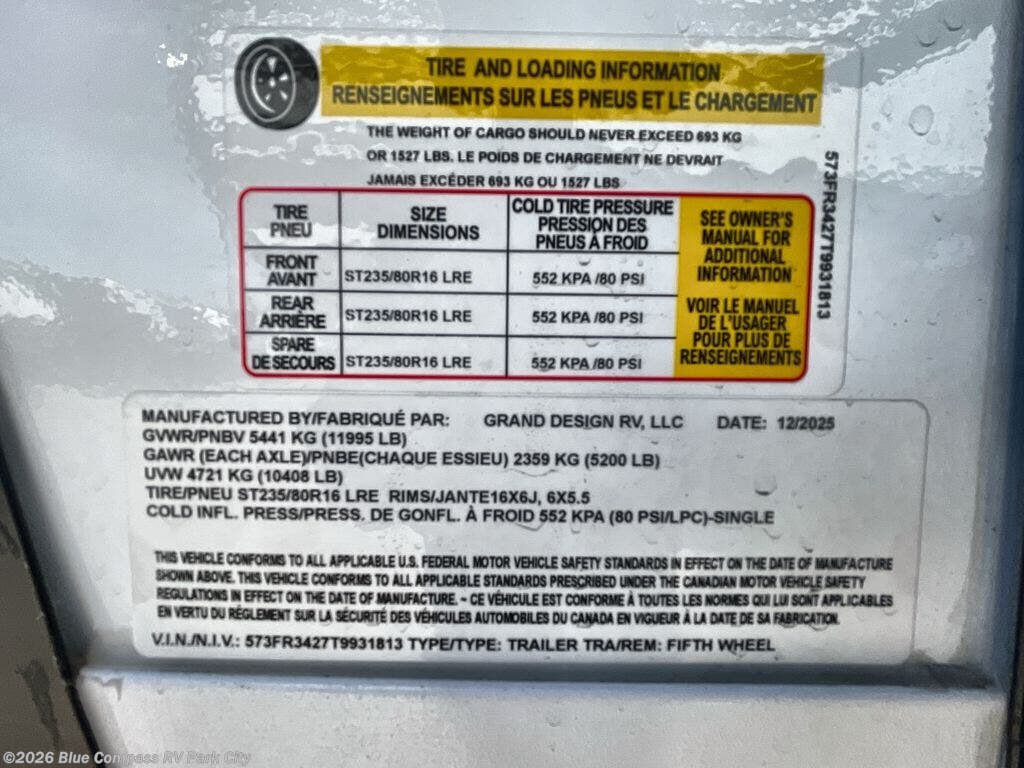 TIRE AND LOADING INFORMATION
RENSEIGNEMENTS SUR LES PNEUS ET LE CHARGEMENT
THE WEIGHT OF CARGO SHOULD NEVER EXCEED 693 KG
OR 1527 LBS. LE POIDS DE CHARGEMENT NE DEVRAIT
JAMAIS EXCÉDER 693 KG OU 1527 LBS
TIRE
PNEU
SIZE
DIMENSIONS
COLD TIRE PRESSURE
PRESSION DES
PNEUS À FROID
FRONT
AVANT
ST235/80R16 LRE
552 KPA /80 PSI
REAR
ARRIÈRE
ST235/80R16 LRE
552 KPA /80 PSI
SPARE
DE SECOURS
ST235/80R16 LRE
552 KPA /80 PSI
SEE OWNER'S
MANUAL FOR
ADDITIONAL
INFORMATION
VOIR LE MANUEL
DE L'USAGER
POUR PLUS DE
RENSEIGNEMENTS
573FR3427T9931813
MANUFACTURED BY/FABRIQUÉ PAR: GRAND DESIGN RV, LLC DATE: 12/2025
GVWR/PNBV 5441 KG (11995 LB)
GAWR (EACH AXLE)/PNBE(CHAQUE ESSIEU) 2359 KG (5200 LB)
UVW 4721 KG (10408 LB)
TIRE/PNEU ST235/80R16 LRE RIMS/JANTE16X6J, 6X5.5
COLD INFL. PRESS/PRESS. DE GONFL. À FROID 552 KPA (80 PSI/LPC)-SINGLE
THIS VEHICLE CONFORMS TO ALL APPLICABLE U.S. FEDERAL MOTOR VEHICLE SAFETY STANDARDS IN EFFECT ON THE DATE OF MANUFACTURE
SHOWN ABOVE. THIS VEHICLE CONFORMS TO ALL APPLICABLE STANDARDS PRESCRIBED UNDER THE CANADIAN MOTOR VEHICLE SAFETY
REGULATIONS IN EFFECT ON THE DATE OF MANUFACTURE. ~ CE VÉHICULE EST CONFORME À TOUTES LES NORMES QUI LUI SONT APPLICABLES
EN VERTU DU RÉGLEMENT SUR LA SÉCURITÉ DES VÉHICULES AUTOMOBILES DU CANADA EN VIGUEUR À LA DATE DE SA FABRICATION.
V.I.N./N.I.V.: 573FR3427T9931813 TYPE/TYPE: TRAILER TRA/REM: FIFTH WHEEL
©2026 Blue Compass RV Park City